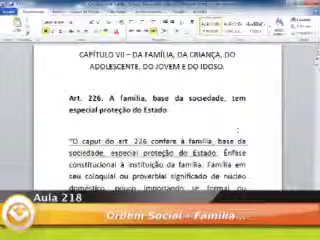 CAPÍTULO VII – DA FAMÍLIA, DA CRIANÇA, DO
ADOLESCENTE, DO JOVEM E DO IDOSO.
Art. 226. A família, base da sociedade, tem
especial proteção do Estado.
:
"O caput do art. 226 confere à família, base da
sociedade, especial proteção do Estado. Ênfase
constitucional à instituição da família. Família em
seu coloquial ou proverbial significado de núcleo
doméstico, pouco importando se formal ou
Aula 218
Ordem Social - Família...